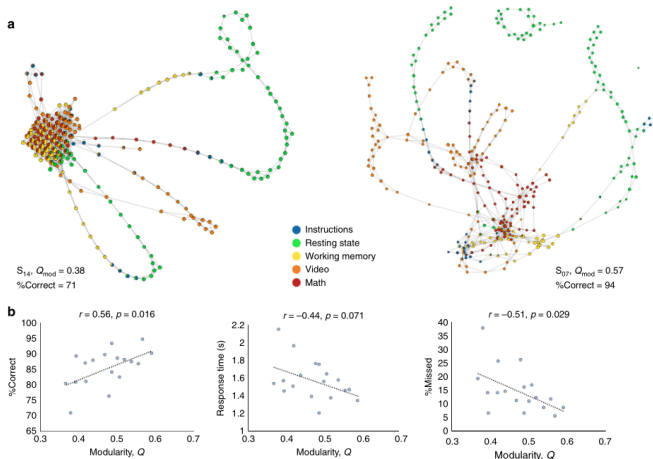 a
Instructions
Resting state
Working memory
Video
Math
S14, Qmod = 0.38
%Correct = 71
S07, Qmod = 0.57
%Correct = 94
b
r = 0.56, p = 0.016
%Correct
100
95
90
85
80
75
70
65
0.3 0.4 0.5 0.6 0.7
Modularity, Q
r = −0.44, p = 0.071
Response time (s)
2.2
2
1.8
1.6
1.4
1.2
1
0.3 0.4 0.5 0.6 0.7
Modularity, Q
r = −0.51, p = 0.029
%Missed
40
35
30
25
20
15
10
5
0
0.3 0.4 0.5 0.6 0.7
Modularity, Q